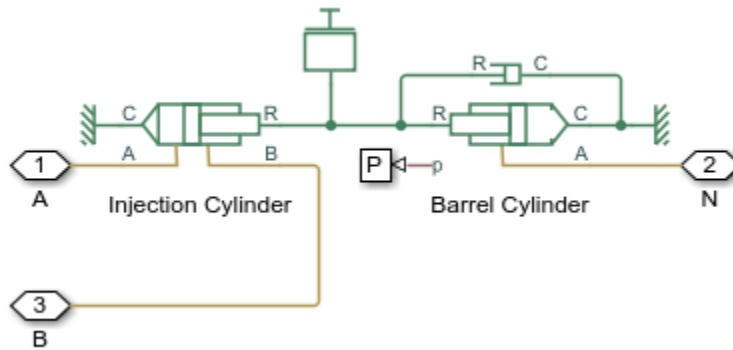 R C
C R R C
A B P p A
1 2
A Injection Cylinder Barrel Cylinder N
3
B